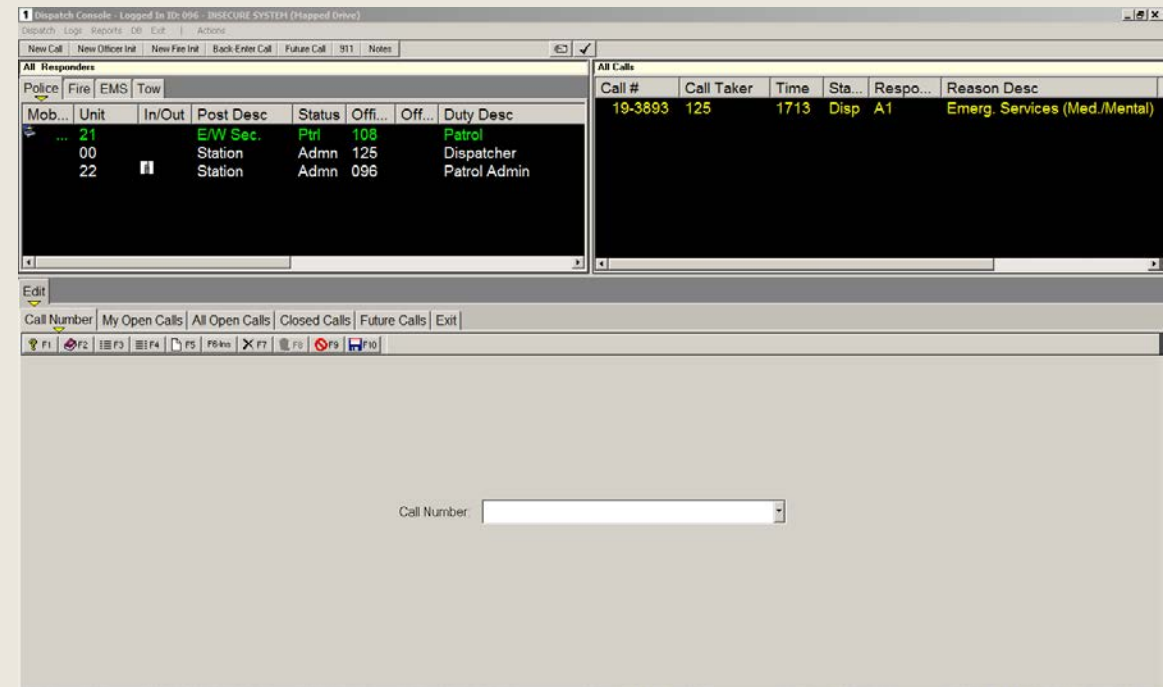 Dispatch Console - Logged In ID: 096 - INSECURE SYSTEM (Mapped Drive)
Dispatch Logs Reports DB Exit | Actions
New Call New Officer Init New Fire Init Back-Enter Call Future Call 911 Notes
All Responders
Police Fire EMS Tow
Mob... Unit In/Out Post Desc Status Offi... Off... Duty Desc
... 21 E/W Sec. Ptrl 108 Patrol
00 Station Admn 125 Dispatcher
22 Station Admn 096 Patrol Admin
All Calls
Call # Call Taker Time Sta... Respo... Reason Desc
19-3893 125 1713 Disp A1 Emerg. Services (Med./Mental)
Edit
Call Number My Open Calls All Open Calls Closed Calls Future Calls Exit
F1 F2 F3 F4 F5 F6-Ins F7 F8 F9 F10
Call Number: